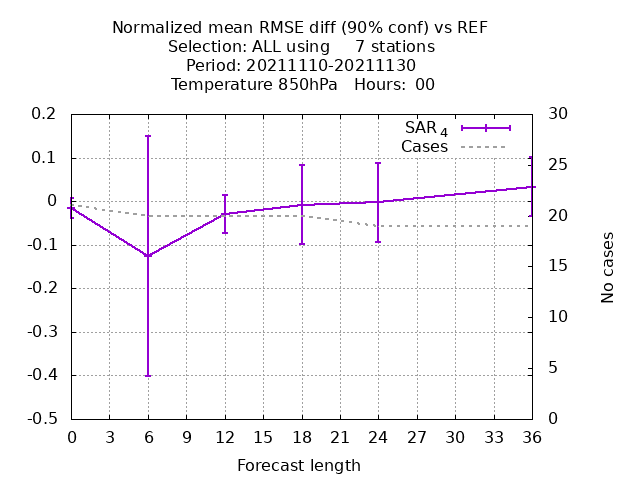 Normalized mean RMSE diff (90% conf) vs REF
Selection: ALL using     7 stations
Period: 20211110-20211130
Temperature 850hPa   Hours:  00
0.2
0.1
0
-0.1
-0.2
-0.3
-0.4
-0.5
SAR 4
Cases
30
25
20
15
10
5
0
No cases
0 3 6 9 12 15 18 21 24 27 30 33 36
Forecast length